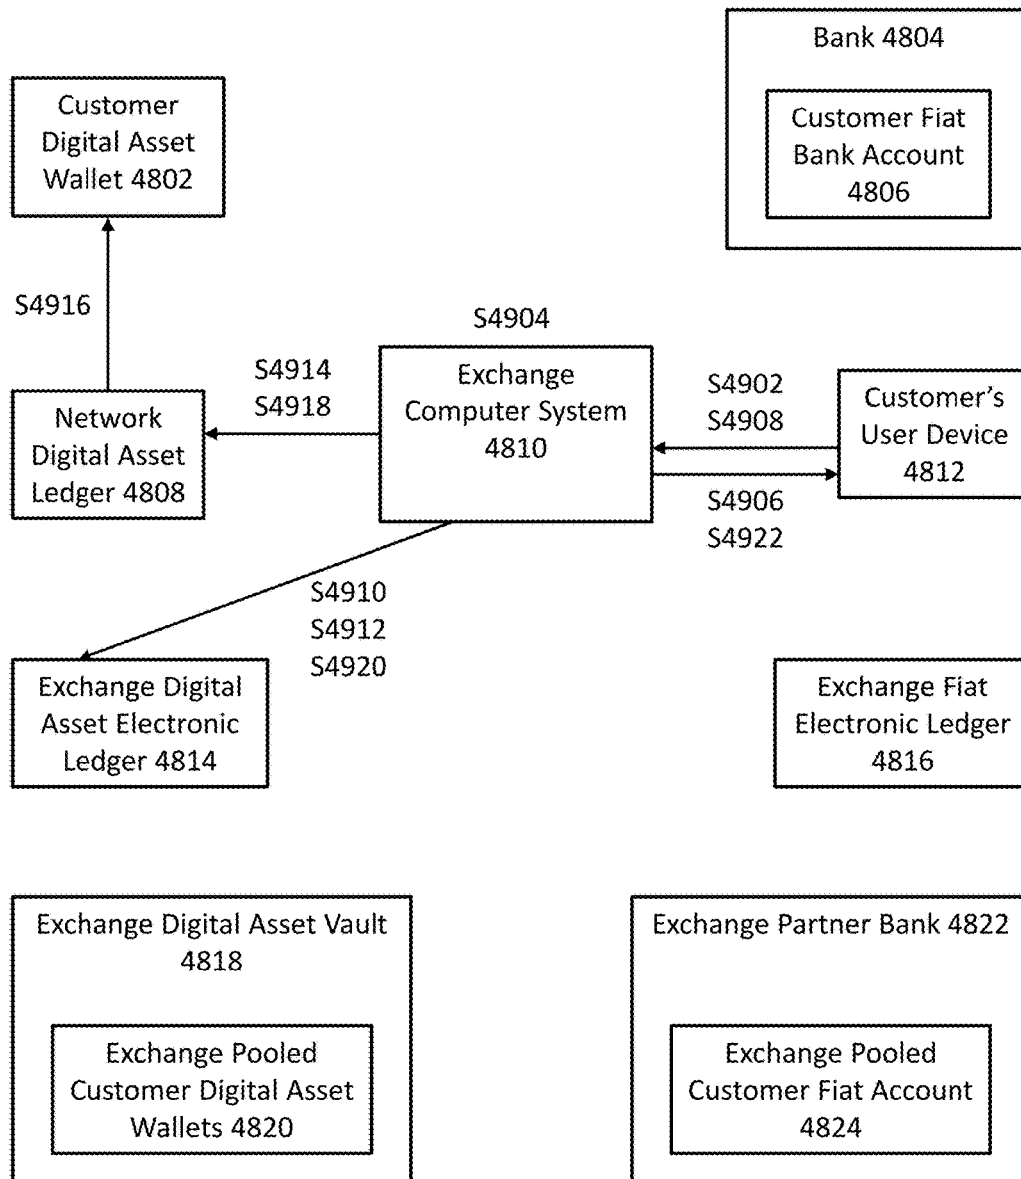 Bank 4804
Customer
Digital Asset
Wallet 4802
Customer Fiat
Bank Account
4806
S4916
S4904
S4914
S4918
Exchange
Computer System
4810
S4902
S4908
Customer's
User Device
4812
Network
Digital Asset
Ledger 4808
S4906
S4922
S4910
S4912
S4920
Exchange Digital
Asset Electronic
Ledger 4814
Exchange Fiat
Electronic Ledger
4816
Exchange Digital Asset Vault
4818
Exchange Pooled
Customer Digital Asset
Wallets 4820
Exchange Partner Bank 4822
Exchange Pooled
Customer Fiat Account
4824